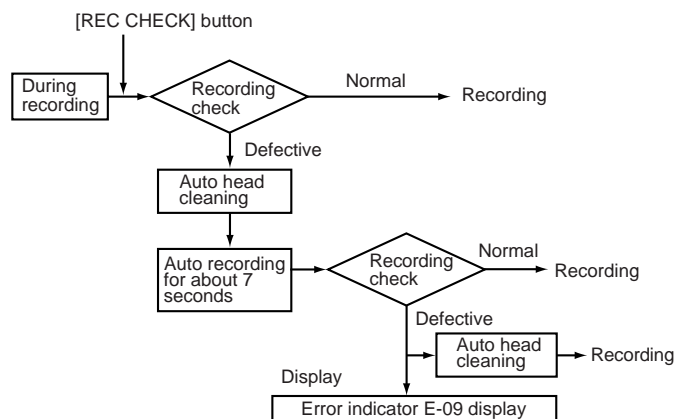 [REC CHECK] button
During
recording
Recording
check
Normal
Recording
Defective
Auto head
cleaning
Auto recording
for about 7
seconds
Recording
check
Normal
Recording
Defective
Auto head
cleaning
Recording
Display
Error indicator E-09 display